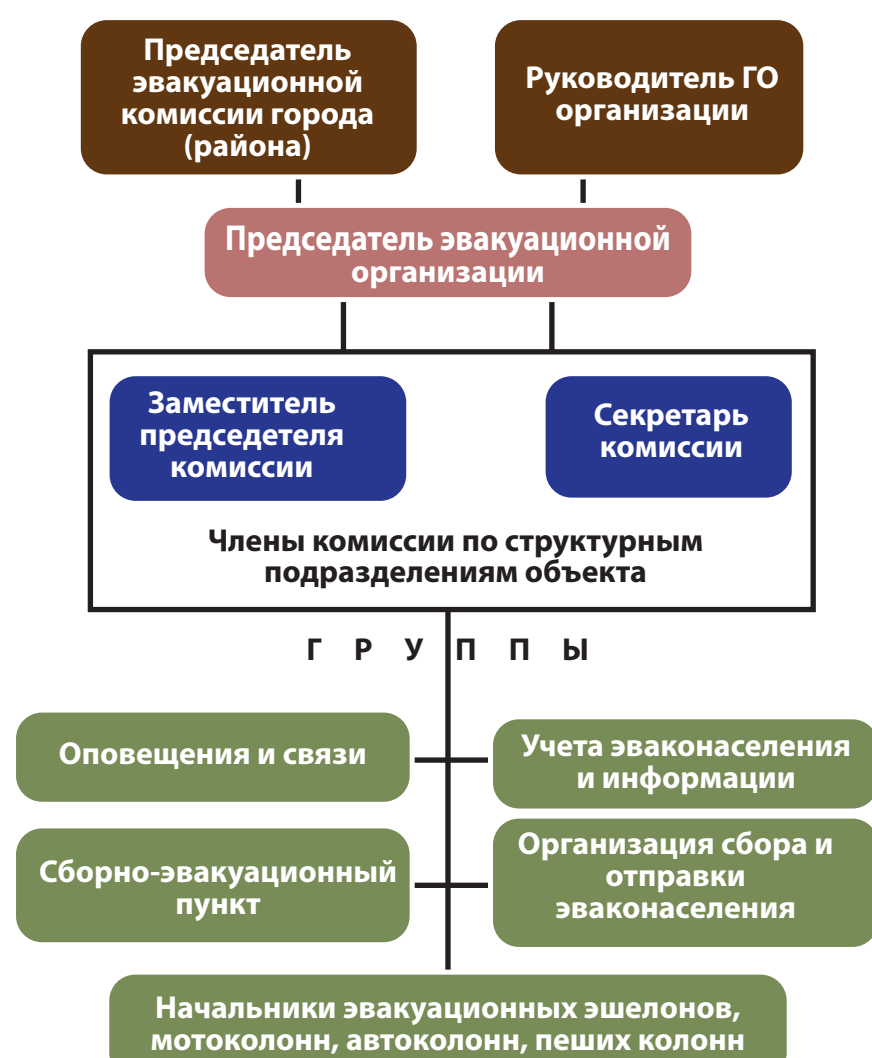 Председатель
эвакуационной
комиссии города
(района)
Руководитель ГО
организации
Председатель эвакуационной
организации
Заместитель
председетеля
комиссии
Секретарь
комиссии
Члены комиссии по структурным
подразделениям объекта
Г Р У П П Ы
Оповещения и связи
Учета эваконаселения
и информации
Сборно-эвакуационный
пункт
Организация сбора и
отправки
эваконаселения
Начальники эвакуационных эшелонов,
мотоколонн, автоколонн, пеших колонн